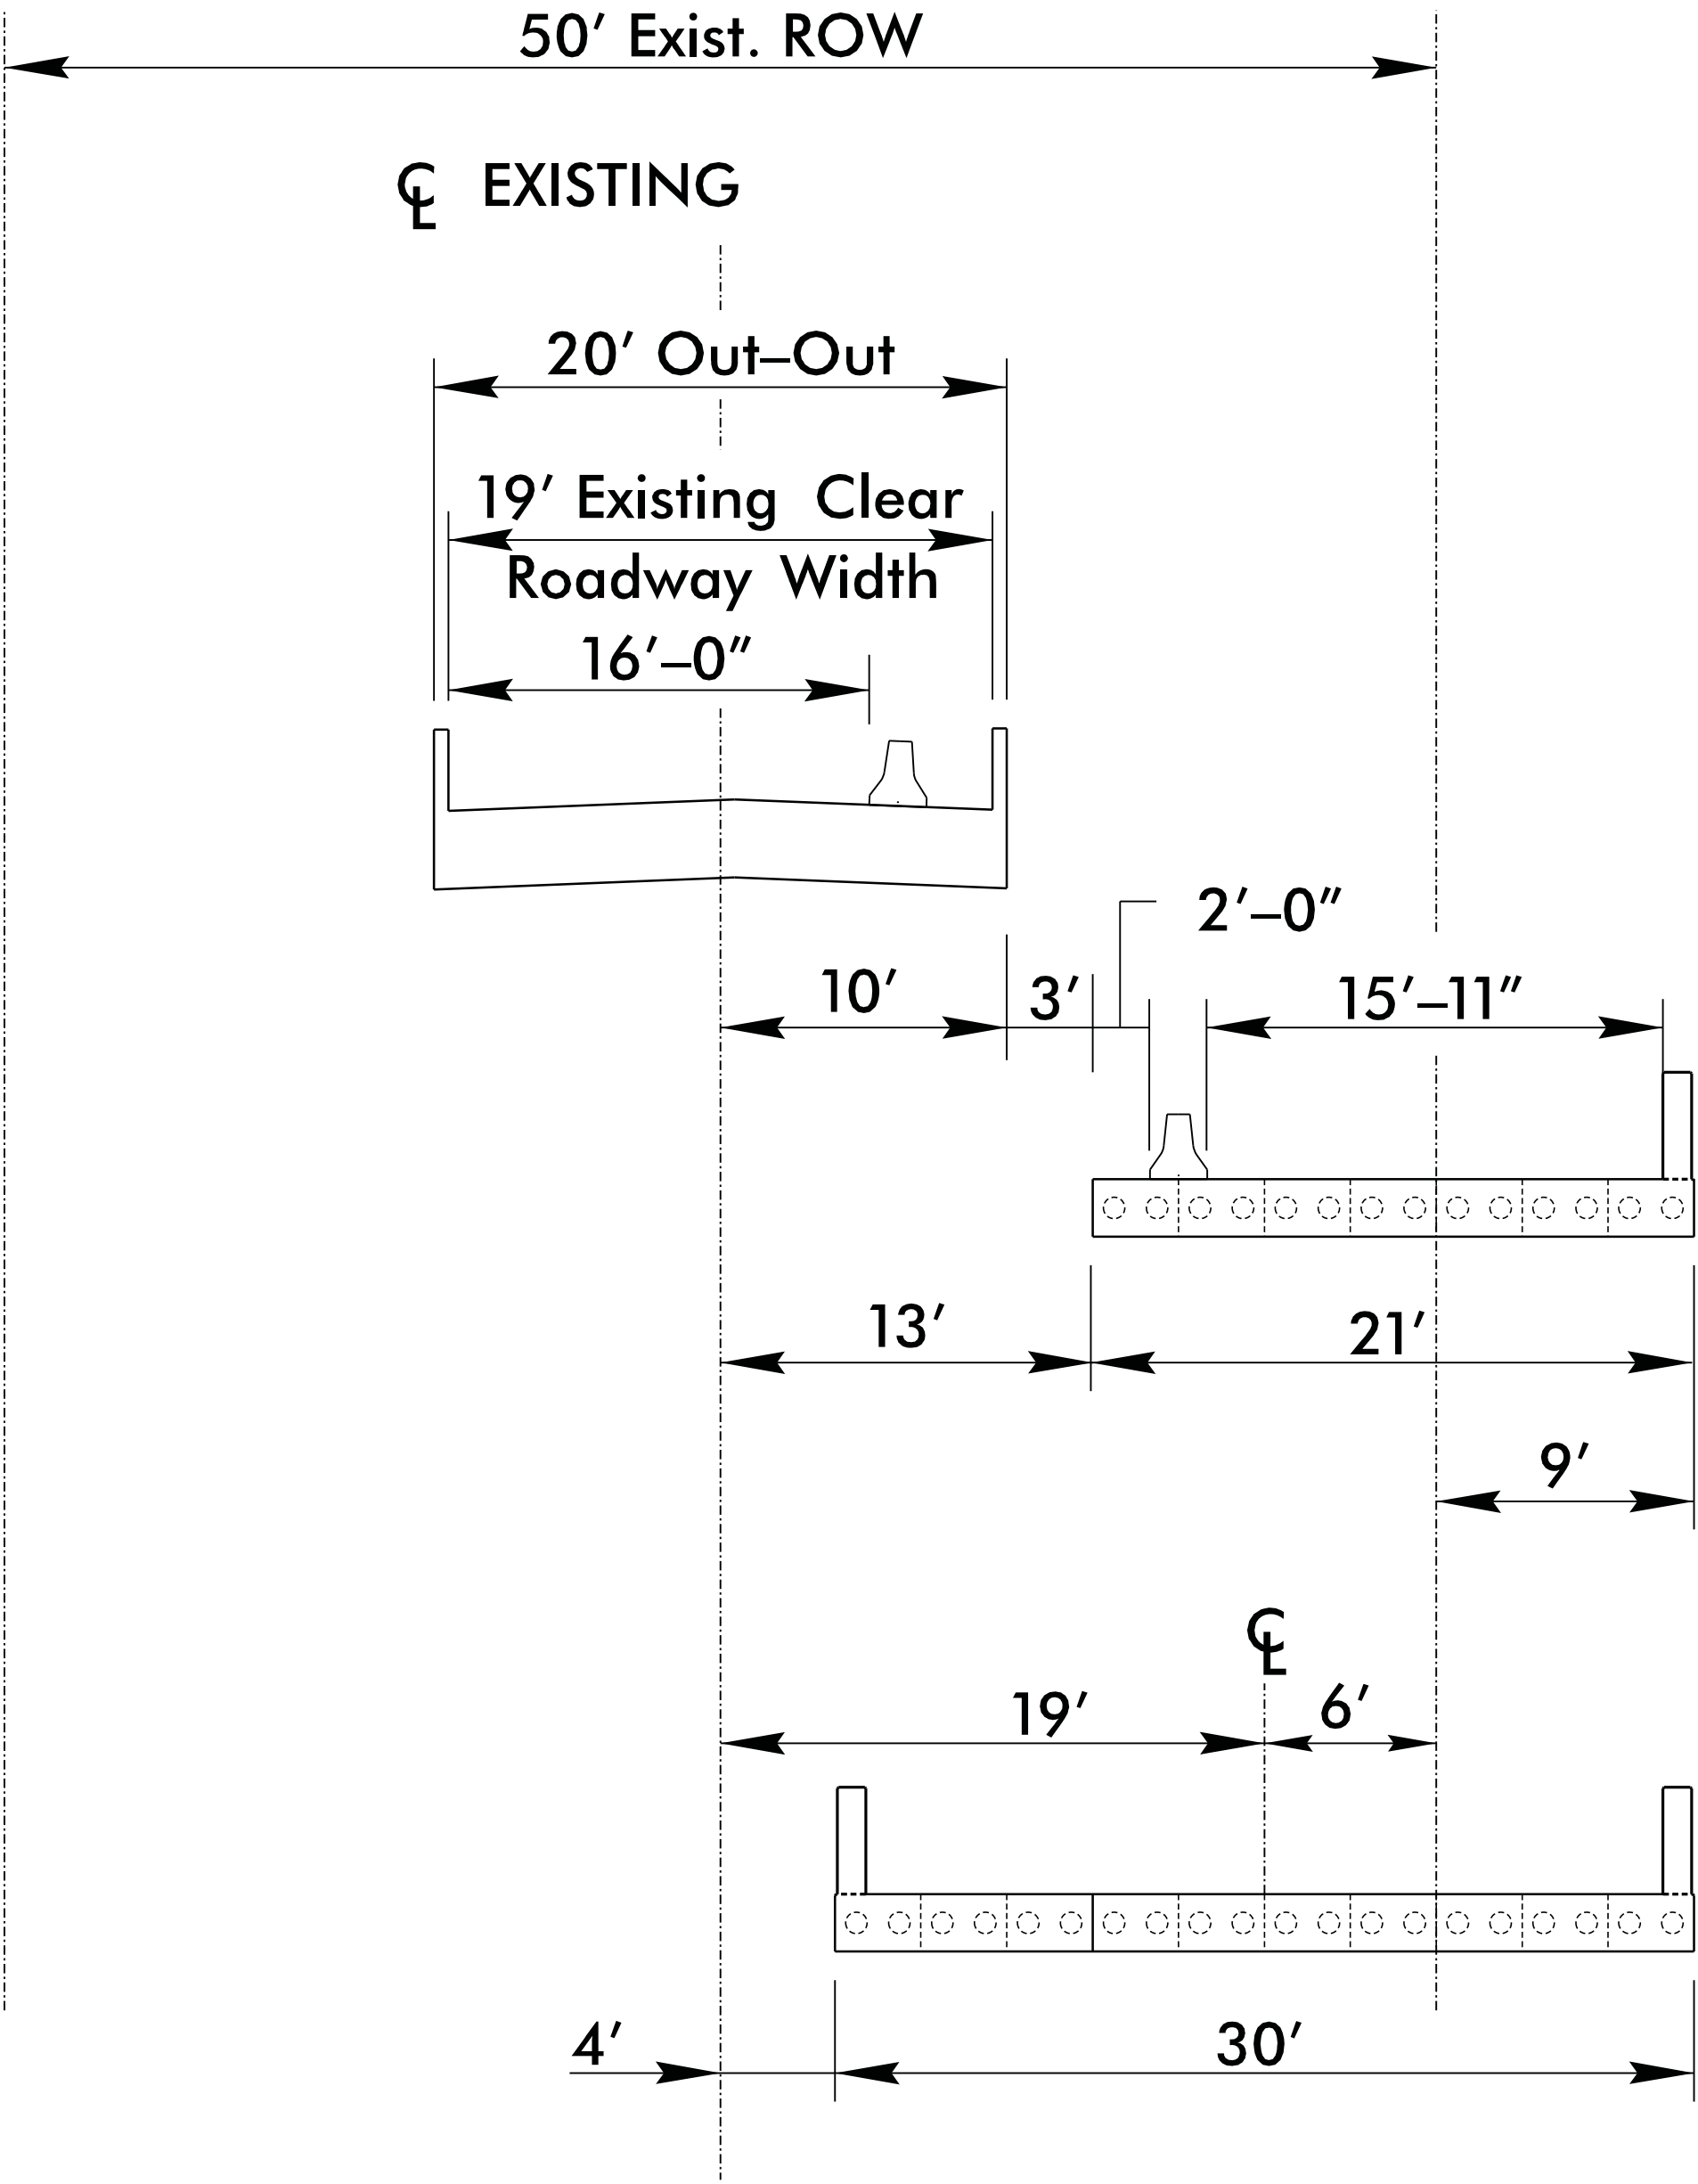 50′ Exist. ROW
℄ EXISTING
20′ Out–Out
19′ Existing Clear
Roadway Width
16′–0″
2′–0″
10′ 3′ 15′–11″
13′ 21′
9′
℄
19′ 6′
4′ 30′